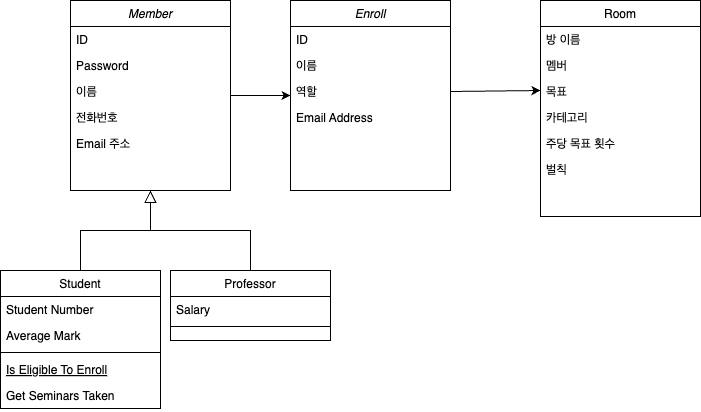 Member
ID
Password
이름
전화번호
Email 주소
Enroll
ID
이름
역할
Email Address
Room
방 이름
멤버
목표
카테고리
주당 목표 횟수
벌칙
Student
Student Number
Average Mark
Is Eligible To Enroll
Get Seminars Taken
Professor
Salary